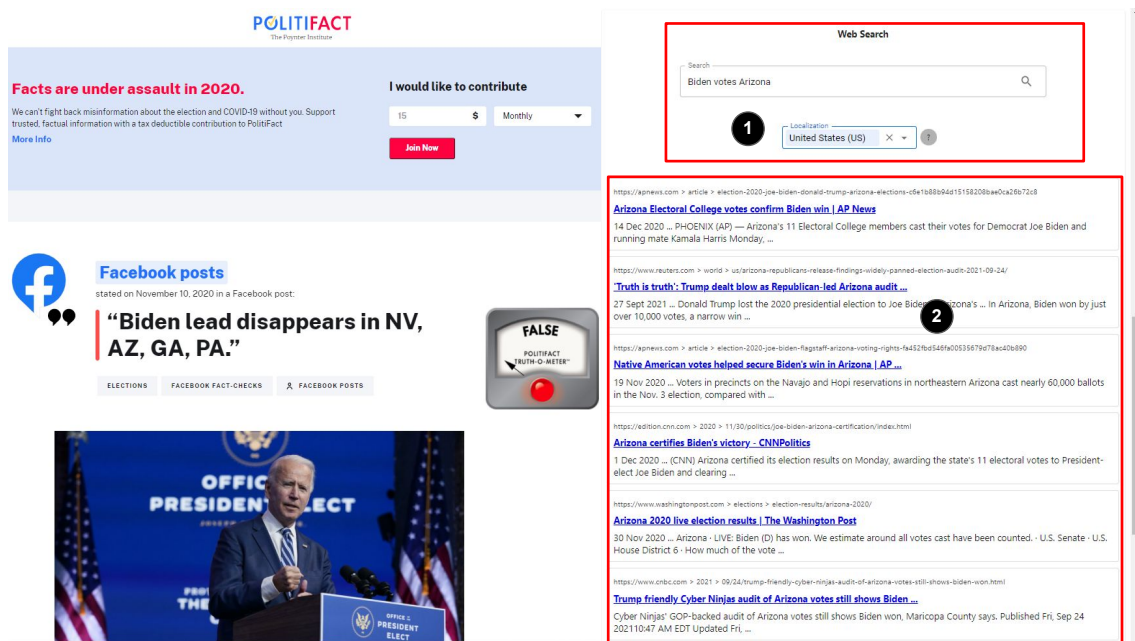 POLITIFACT
The Poynter Institute
Facts are under assault in 2020.
We can't fight back misinformation about the election and COVID-19 without you. Support
trusted, factual information with a tax deductible contribution to PolitiFact
More Info
I would like to contribute
15 $ Monthly
Join Now
Facebook posts
stated on November 10, 2020 in a Facebook post:
“Biden lead disappears in NV,
AZ, GA, PA.”
ELECTIONS FACEBOOK FACT-CHECKS FACEBOOK POSTS
FALSE
POLITIFACT
TRUTH-O-METER™
OFFIC
PRESIDEN LECT
THE
OFFICE
PRESIDENT
ELECT
Web Search
Search
Biden votes Arizona
1
Localization
United States (US)
?
https://apnews.com > article > election-2020-joe-biden-donald-trump-arizona-elections-c6e1b88b94d15158208bae0ca26b72c8
Arizona Electoral College votes confirm Biden win | AP News
14 Dec 2020 ... PHOENIX (AP) — Arizona's 11 Electoral College members cast their votes for Democrat Joe Biden and
running mate Kamala Harris Monday, ...
https://www.reuters.com > world > us/arizona-republicans-release-findings-widely-panned-election-audit-2021-09-24/
'Truth is truth': Trump dealt blow as Republican-led Arizona audit ...
27 Sept 2021 ... Donald Trump lost the 2020 presidential election to Joe Biden izona's ... In Arizona, Biden won by just
over 10,000 votes, a narrow win ...
2
https://apnews.com > article > election-2020-joe-biden-flagstaff-arizona-voting-rights-fa452fbd546fa00535679d78ac40b890
Native American votes helped secure Biden's win in Arizona | AP ...
19 Nov 2020 ... Voters in precincts on the Navajo and Hopi reservations in northeastern Arizona cast nearly 60,000 ballots
in the Nov. 3 election, compared with ...
https://edition.cnn.com > 2020 > 11/30/politics/joe-biden-arizona-certification/index.html
Arizona certifies Biden's victory - CNNPolitics
1 Dec 2020 ... (CNN) Arizona certified its election results on Monday, awarding the state's 11 electoral votes to President-
elect Joe Biden and clearing ...
https://www.washingtonpost.com > elections > election-results/arizona-2020/
Arizona 2020 live election results | The Washington Post
30 Nov 2020 ... Arizona · LIVE: Biden (D) has won. We estimate around all votes cast have been counted. · U.S. Senate · U.S.
House District 6 · How much of the vote ...
https://www.cnbc.com > 2021 > 09/24/trump-friendly-cyber-ninjas-audit-of-arizona-votes-still-shows-biden-won.html
Trump friendly Cyber Ninjas audit of Arizona votes still shows Biden ...
Cyber Ninjas' GOP-backed audit of Arizona votes still shows Biden won, Maricopa County says. Published Fri, Sep 24
202110:47 AM EDT Updated Fri, ...